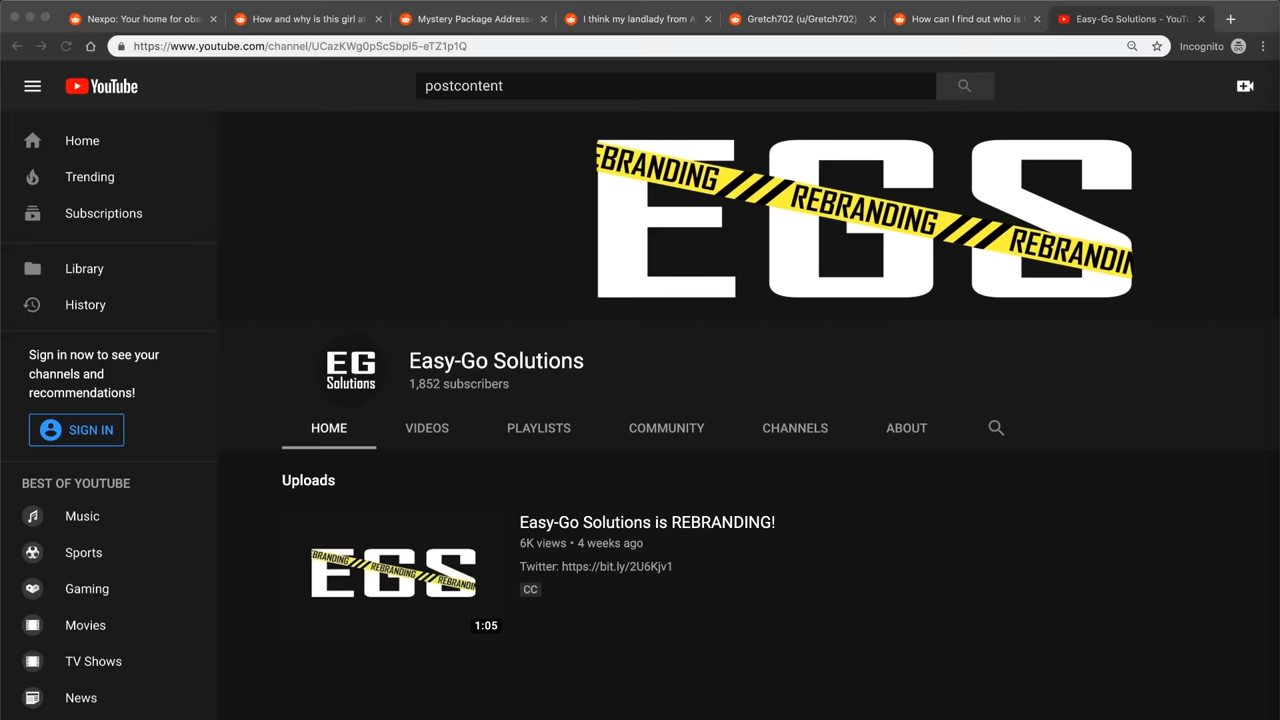 Nexpo: Your home for obs
How and why is this girl at
Mystery Package Address
I think my landlady from A
Gretch702 (u/Gretch702)
How can I find out who is
Easy-Go Solutions - YouTu
https://www.youtube.com/channel/UCazKWg0pScSbpI5-eTZ1p1Q
Incognito
YouTube
postcontent
Home
Trending
Subscriptions
Library
History
Sign in now to see your
channels and
recommendations!
SIGN IN
BEST OF YOUTUBE
Music
Sports
Gaming
Movies
TV Shows
News
EGS
EBRANDING //// REBRANDING //// REBRANDIN
EG
Solutions
Easy-Go Solutions
1,852 subscribers
HOME
VIDEOS
PLAYLISTS
COMMUNITY
CHANNELS
ABOUT
Uploads
EGS
EBRANDING //// REBRANDING //// REBRANDIN
1:05
Easy-Go Solutions is REBRANDING!
6K views • 4 weeks ago
Twitter: https://bit.ly/2U6Kjv1
CC